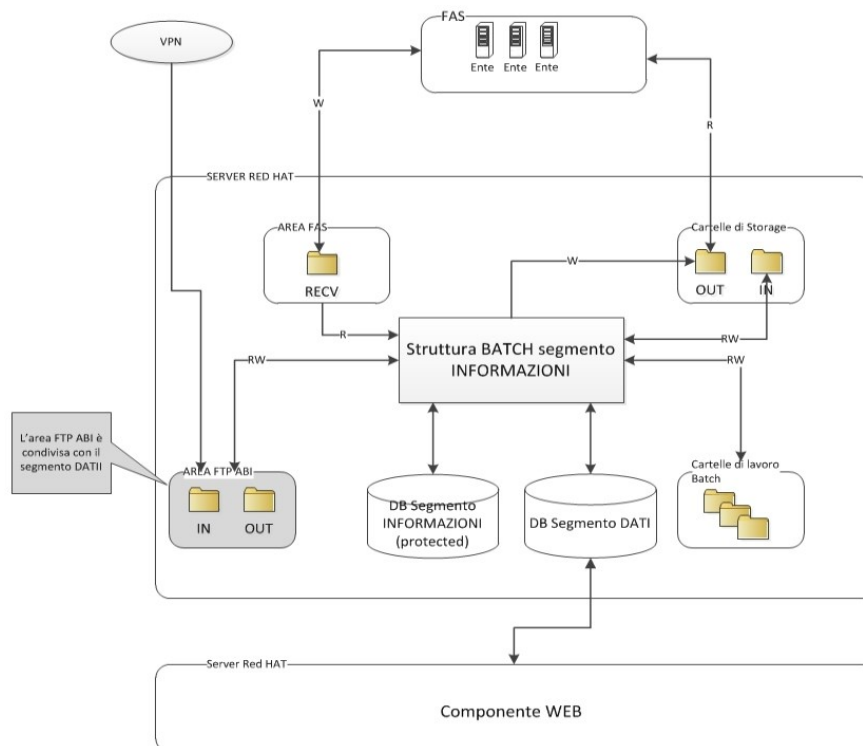 FAS
VPN
Ente Ente Ente
W
R
SERVER RED HAT
AREA FAS
RECV
Cartelle di Storage
OUT IN
W
R
RW
RW
RW
Struttura BATCH segmento
INFORMAZIONI
L'area FTP ABI è
condivisa con il
segmento DATII
AREA FTP ABI
IN OUT
DB Segmento
INFORMAZIONI
(protected)
DB Segmento DATI
Cartelle di lavoro
Batch
Server Red HAT
Componente WEB